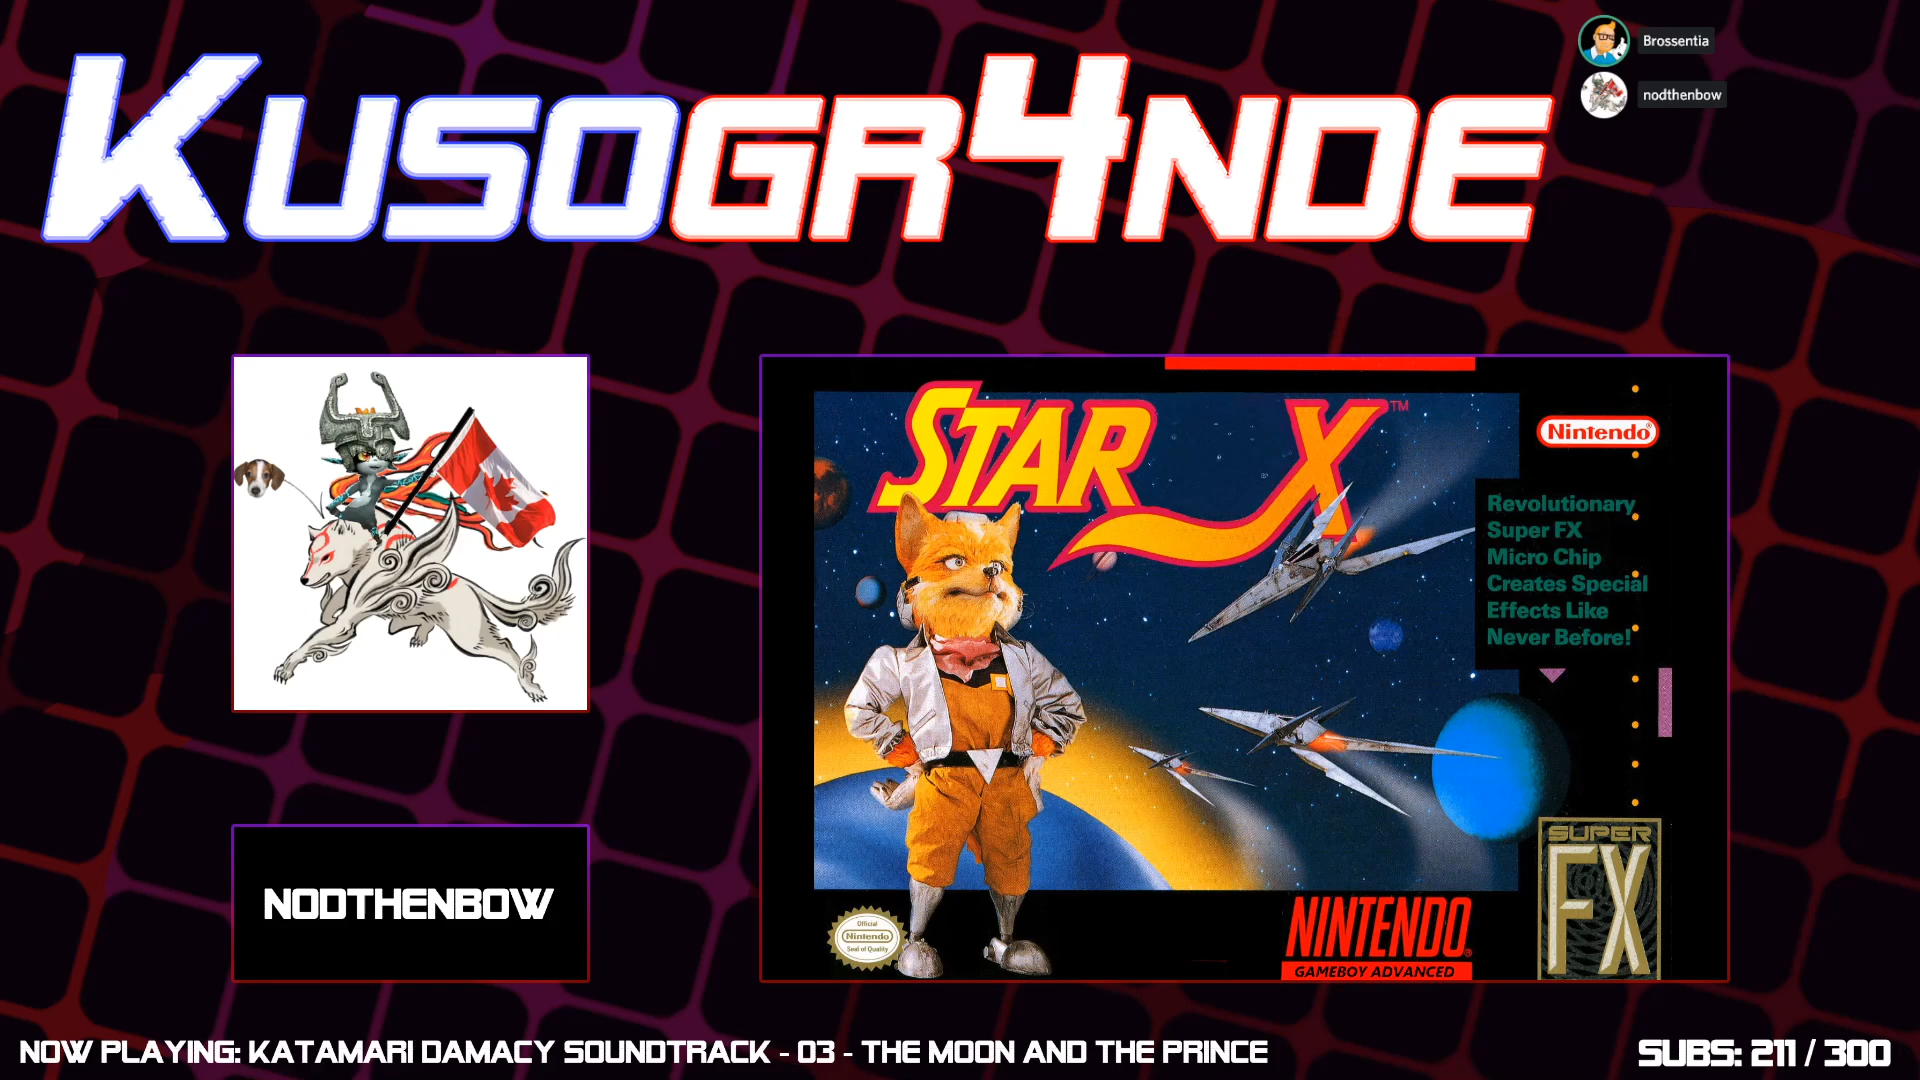 KUSOGR4NDE
Brossentia
nodthenbow
STAR X™
Nintendo®
Revolutionary
Super FX
Micro Chip
Creates Special
Effects Like
Never Before!
SUPER
FX
Official
Nintendo
Seal of Quality
NINTENDO®
GAMEBOY ADVANCED
NODTHENBOW
NOW PLAYING: KATAMARI DAMACY SOUNDTRACK - 03 - THE MOON AND THE PRINCE
SUBS: 211 / 300